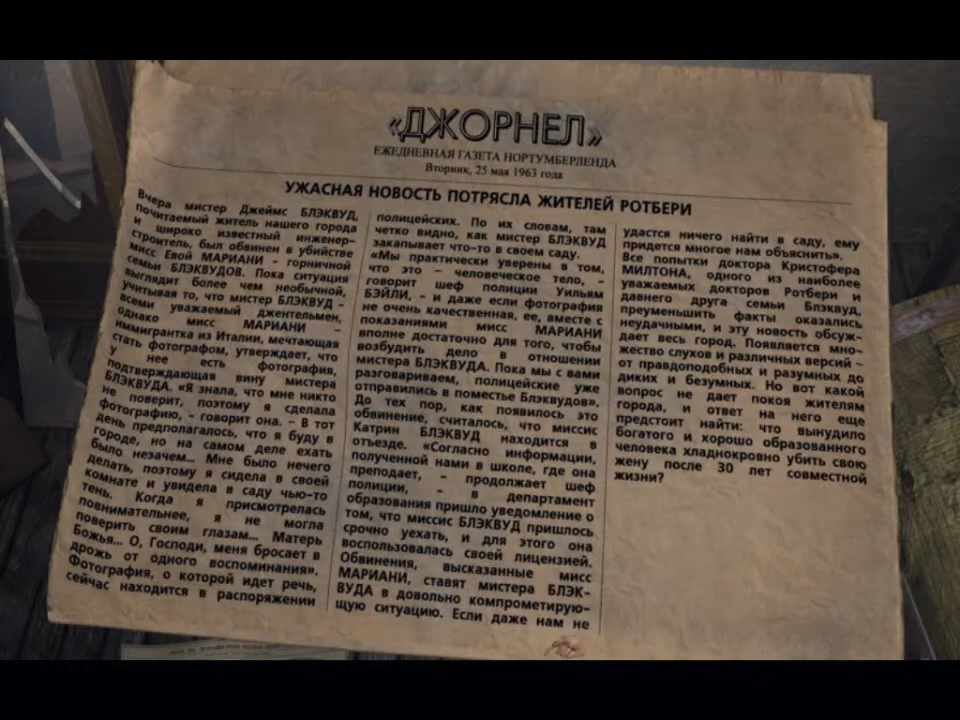 «ДЖОРНЕЛ»
ЕЖЕДНЕВНАЯ ГАЗЕТА НОРТУМБЕРЛЕНДА
Вторник, 25 мая 1963 года
УЖАСНАЯ НОВОСТЬ ПОТРЯСЛА ЖИТЕЛЕЙ РОТБЕРИ
Вчера мистер Джеймс БЛЭКВУД,
почитаемый житель нашего города
и широко известный инженер-
строитель, был обвинен в убийстве
мисс Евой МАРИАНИ – горничной
семьи БЛЭКВУДОВ. Пока ситуация
выглядит более чем необычной,
учитывая то, что мистер БЛЭКВУД –
всеми уважаемый джентельмен,
однако мисс МАРИАНИ –
иммигрантка из Италии, мечтающая
стать фотографом, утверждает, что
у нее есть фотография,
подтверждающая вину мистера
БЛЭКВУДА. «Я знала, что мне никто
не поверит, поэтому я сделала
фотографию, – говорит она. – В тот
день предполагалось, что я буду в
городе, но на самом деле ехать
было незачем... Мне было нечего
делать, поэтому я сидела в своей
комнате и увидела в саду чью-то
тень. Когда я присмотрелась
повнимательнее, я не могла
поверить своим глазам... Матерь
Божья... О, Господи, меня бросает в
дрожь от одного воспоминания».
Фотография, о которой идет речь,
сейчас находится в распоряжении
полицейских. По их словам, там
четко видно, как мистер БЛЭКВУД
закапывает что-то в своем саду.
«Мы практически уверены в том,
что это – человеческое тело, –
говорит шеф полиции Уильям
БЭЙЛИ, – и даже если фотография
не очень качественная, ее, вместе с
показаниями мисс МАРИАНИ
вполне достаточно для того, чтобы
возбудить дело в отношении
мистера БЛЭКВУДА. Пока мы с вами
разговариваем, полицейские уже
отправились в поместье Блэквудов».
До тех пор, как появилось это
обвинение, считалось, что миссис
Катрин БЛЭКВУД находится в
отъезде. «Согласно информации,
полученной нами в школе, где она
преподает, – продолжает шеф
полиции, – в департамент
образования пришло уведомление о
том, что миссис БЛЭКВУД пришлось
срочно уехать, и для этого она
воспользовалась своей лицензией.
Обвинения, высказанные мисс
МАРИАНИ, ставят мистера БЛЭК-
ВУДА в довольно компрометирую-
щую ситуацию. Если даже нам не
удастся ничего найти в саду, ему
придется многое нам объяснить».
Все попытки доктора Кристофера
МИЛТОНА, одного из наиболее
уважаемых докторов Ротбери и
давнего друга семьи Блэквуд,
преуменьшить факты оказались
неудачными, и эту новость обсуж-
дает весь город. Появляется мно-
жество слухов и различных версий –
от правдоподобных и разумных до
диких и безумных. Но вот какой
вопрос не дает покоя жителям
города, и ответ на него еще
предстоит найти: что вынудило
богатого и хорошо образованного
человека хладнокровно убить свою
жену после 30 лет совместной
жизни?